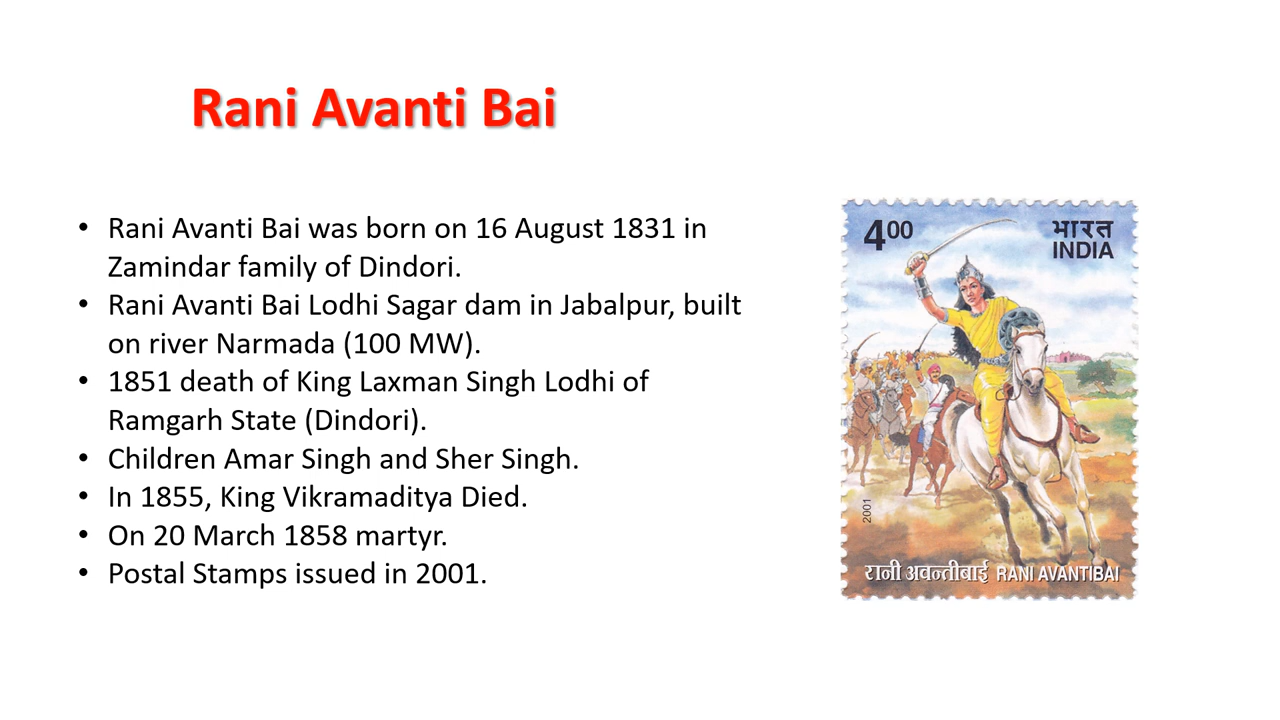 Rani Avanti Bai
• Rani Avanti Bai was born on 16 August 1831 in
Zamindar family of Dindori.
• Rani Avanti Bai Lodhi Sagar dam in Jabalpur, built
on river Narmada (100 MW).
• 1851 death of King Laxman Singh Lodhi of
Ramgarh State (Dindori).
• Children Amar Singh and Sher Singh.
• In 1855, King Vikramaditya Died.
• On 20 March 1858 martyr.
• Postal Stamps issued in 2001.
400
भारत
INDIA
2001
रानी अवन्तीबाई RANI AVANTIBAI